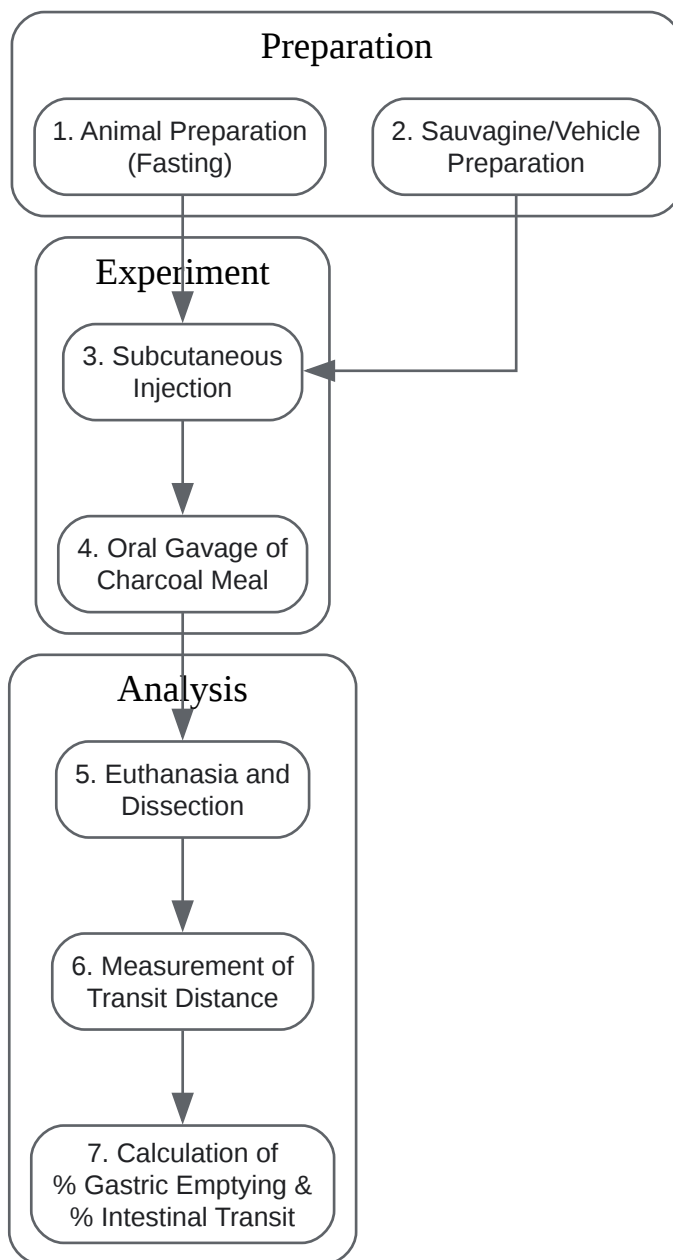 Preparation
1. Animal Preparation
(Fasting)
2. Sauvagine/Vehicle
Preparation
Experiment
3. Subcutaneous
Injection
4. Oral Gavage of
Charcoal Meal
Analysis
5. Euthanasia and
Dissection
6. Measurement of
Transit Distance
7. Calculation of
% Gastric Emptying &
% Intestinal Transit